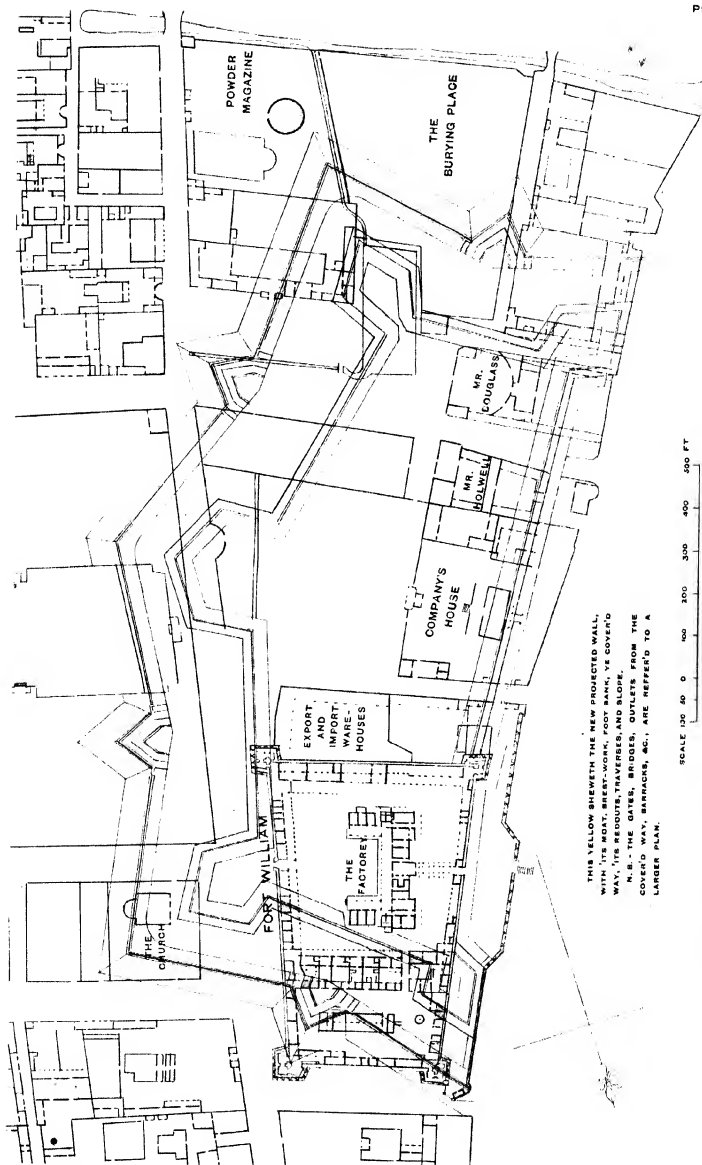 P
POWDER
MAGAZINE
THE
BURYING PLACE
MR.
DOUGLASS
MR.
HOLWELL
COMPANY'S
HOUSE
EXPORT
AND
IMPORT
WARE-
HOUSES
FORT WILLIAM
THE
FACTOREY
THE
CHURCH
THIS YELLOW SHEWETH THE NEW PROJECTED WALL,
WITH ITS MOAT, BREST-WORK, FOOT BANK, YE COVER'D
WAY, ITS REDOUTS, TRAVERSES, AND SLOPE.
N.B. - THE GATES, BRIDGES, OUTLETS FROM THE
COVER'D WAY, BARRACKS, &C., ARE REFFER'D TO A
LARGER PLAN.
SCALE 100 50 0 100 200 300 400 500 FT